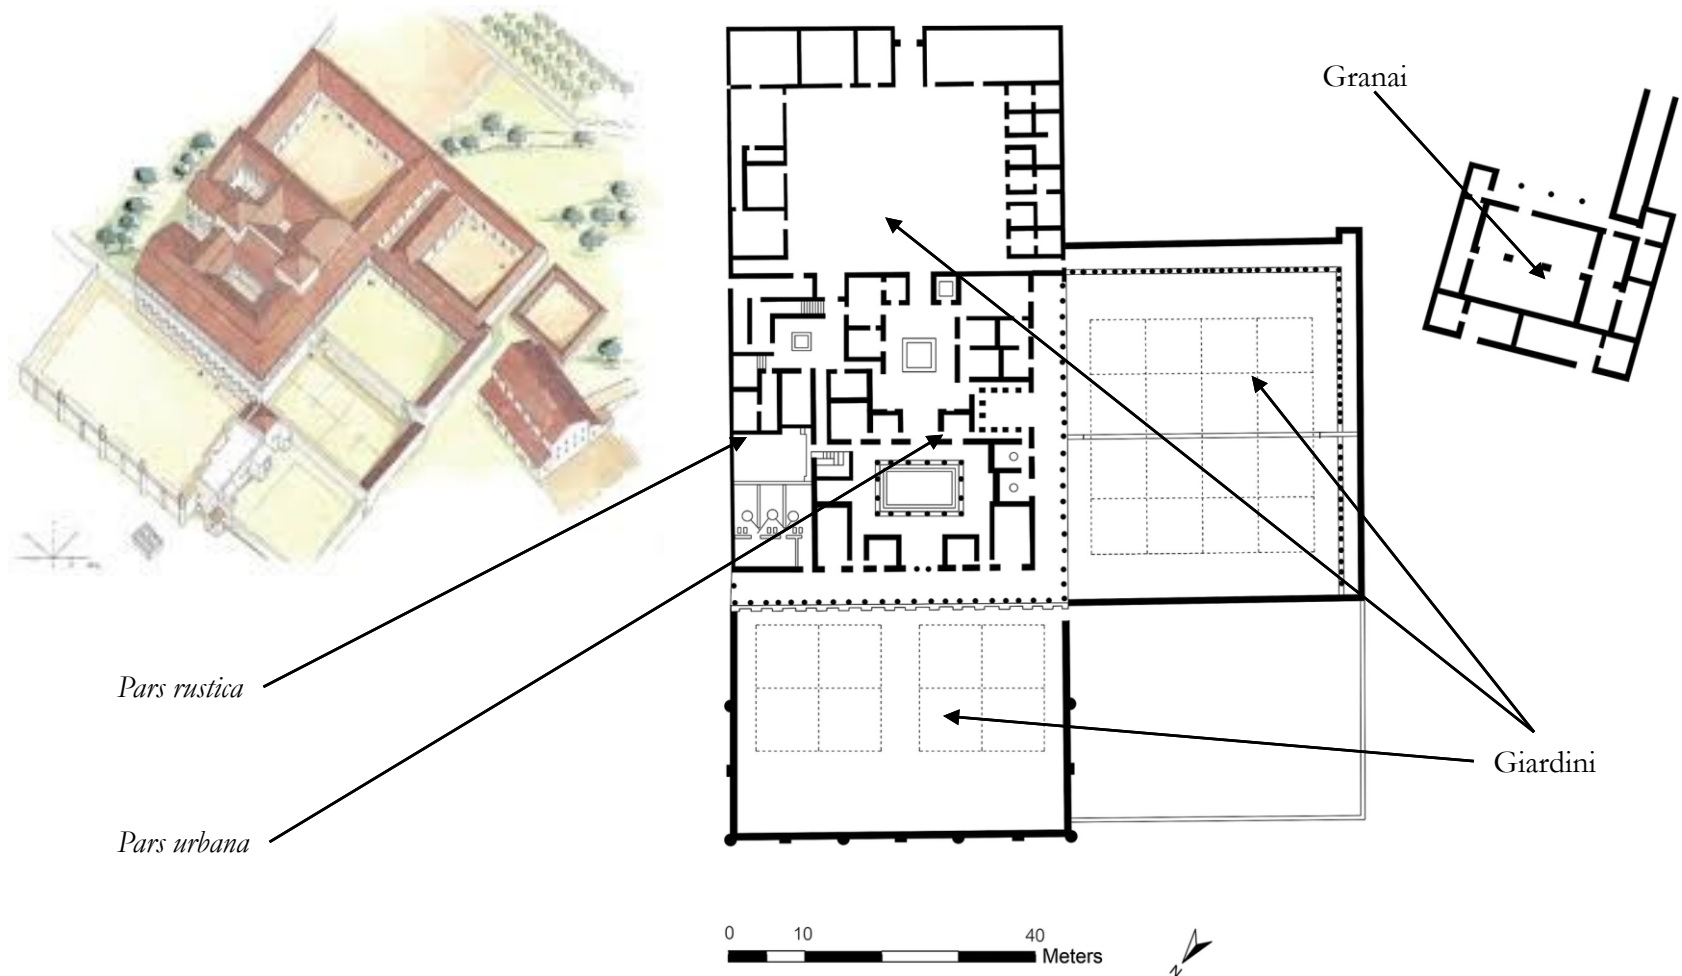 Granai
Pars rustica
Giardini
Pars urbana
0 10 40
Meters
N